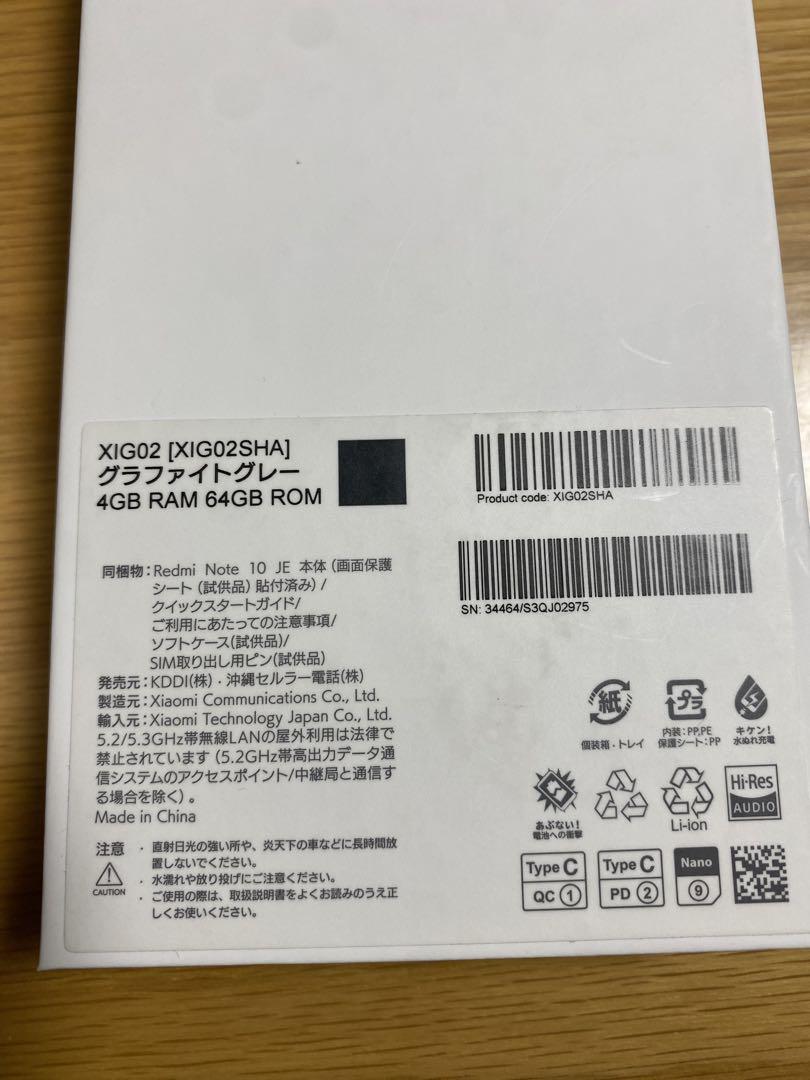 XIG02 [XIG02SHA]
グラファイトグレー
4GB RAM 64GB ROM
Product code: XIG02SHA
SN: 34464/S3QJ02975
同梱物：Redmi Note 10 JE 本体（画面保護
シート（試供品）貼付済み）/
クイックスタートガイド/
ご利用にあたっての注意事項/
ソフトケース（試供品）/
SIM取り出し用ピン（試供品）
発売元：KDDI(株)・沖縄セルラー電話(株)
製造元：Xiaomi Communications Co., Ltd.
輸入元：Xiaomi Technology Japan Co., Ltd.
5.2/5.3GHz帯無線LANの屋外利用は法律で
禁止されています（5.2GHz帯高出力データ通
信システムのアクセスポイント/中継局と通信す
る場合を除く）。
Made in China
注意
CAUTION
・直射日光の強い所や、炎天下の車などに長時間放
置しないでください。
・水濡れや放り投げにご注意ください。
・ご使用の際は、取扱説明書をよくお読みのうえ正
しくお使いください。
紙
個装箱・トレイ
プラ
内装：PP,PE
保護シート：PP
キケン！
水ぬれ充電
あぶない！
電池への衝撃
Li-ion
Hi-Res
AUDIO
Type C
QC 1
Type C
PD 2
Nano
9